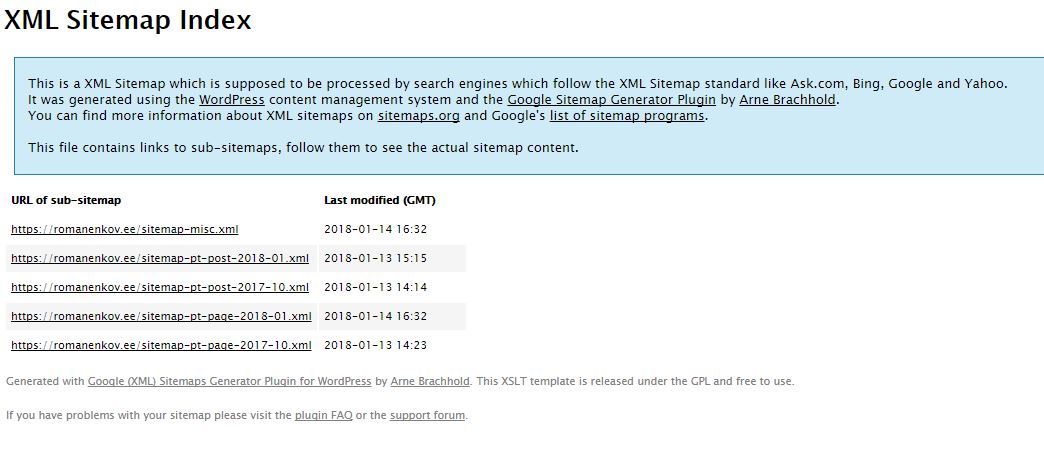 XML Sitemap Index
This is a XML Sitemap which is supposed to be processed by search engines which follow the XML Sitemap standard like Ask.com, Bing, Google and Yahoo.
It was generated using the WordPress content management system and the Google Sitemap Generator Plugin by Arne Brachhold.
You can find more information about XML sitemaps on sitemaps.org and Google's list of sitemap programs.
This file contains links to sub-sitemaps, follow them to see the actual sitemap content.
URL of sub-sitemap Last modified (GMT)
https://romanenkov.ee/sitemap-misc.xml 2018-01-14 16:32
https://romanenkov.ee/sitemap-pt-post-2018-01.xml 2018-01-13 15:15
https://romanenkov.ee/sitemap-pt-post-2017-10.xml 2018-01-13 14:14
https://romanenkov.ee/sitemap-pt-page-2018-01.xml 2018-01-14 16:32
https://romanenkov.ee/sitemap-pt-page-2017-10.xml 2018-01-13 14:23
Generated with Google (XML) Sitemaps Generator Plugin for WordPress by Arne Brachhold. This XSLT template is released under the GPL and free to use.
If you have problems with your sitemap please visit the plugin FAQ or the support forum.